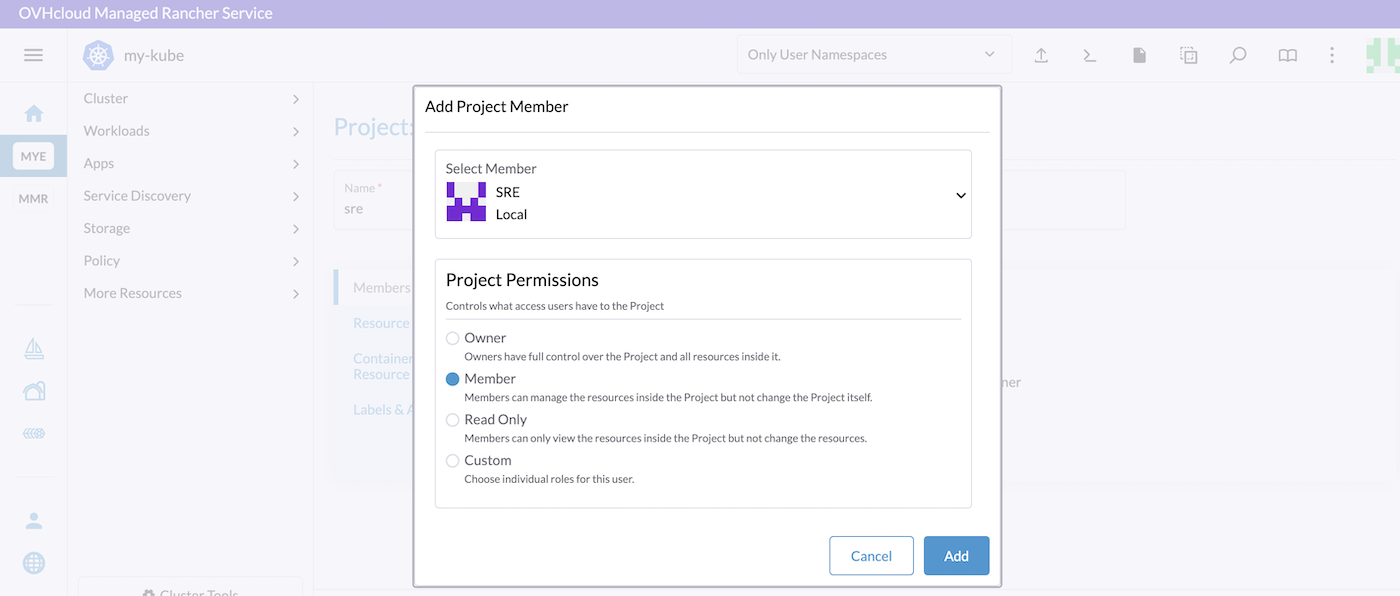 OVHcloud Managed Rancher Service
my-kube
Only User Namespaces
Cluster
Workloads
MYE
Apps
MMR
Service Discovery
Storage
Policy
More Resources
Cluster Tools
Project:
Name *
sre
Members
Resource
Container
Resource
Labels & A
ner
Add Project Member
Select Member
SRE
Local
Project Permissions
Controls what access users have to the Project
Owner
Owners have full control over the Project and all resources inside it.
Member
Members can manage the resources inside the Project but not change the Project itself.
Read Only
Members can only view the resources inside the Project but not change the resources.
Custom
Choose individual roles for this user.
Cancel
Add